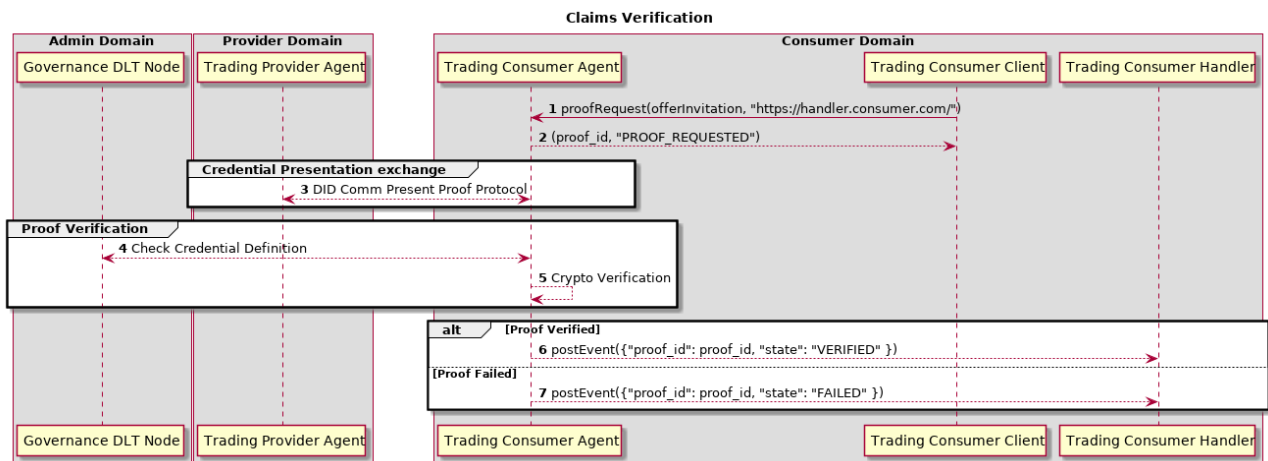 Claims Verification
Admin Domain
Provider Domain
Consumer Domain
Governance DLT Node
Trading Provider Agent
Trading Consumer Agent
Trading Consumer Client
Trading Consumer Handler
1 proofRequest(offerInvitation, "https://handler.consumer.com/")
2 (proof_id, "PROOF_REQUESTED")
Credential Presentation exchange
3 DID Comm Present Proof Protocol
Proof Verification
4 Check Credential Definition
5 Crypto Verification
alt [Proof Verified]
6 postEvent({"proof_id": proof_id, "state": "VERIFIED" })
[Proof Failed]
7 postEvent({"proof_id": proof_id, "state": "FAILED" })
Governance DLT Node
Trading Provider Agent
Trading Consumer Agent
Trading Consumer Client
Trading Consumer Handler